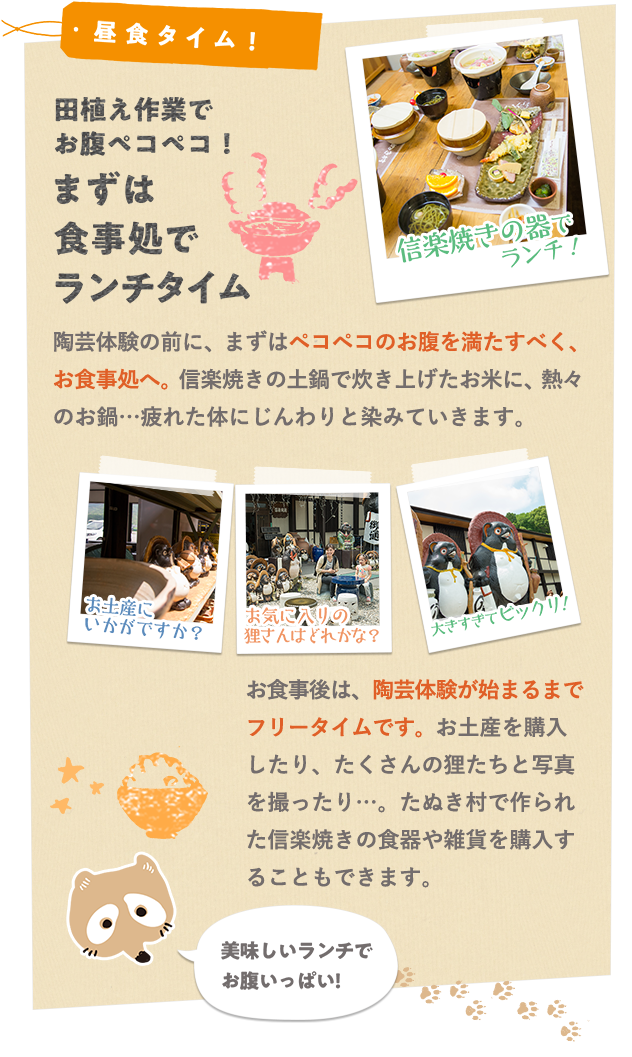 昼食タイム！
田植え作業で
お腹ペコペコ！
まずは
食事処で
ランチタイム
信楽焼きの器で
ランチ！
陶芸体験の前に、まずはペコペコのお腹を満たすべく、
お食事処へ。信楽焼きの土鍋で炊き上げたお米に、熱々
のお鍋…疲れた体にじんわりと染みていきます。
お土産に
いかがですか？
お気に入りの
狸さんはどれかな？
大きすぎてビックリ！
お食事後は、陶芸体験が始まるまで
フリータイムです。お土産を購入
したり、たくさんの狸たちと写真
を撮ったり…。たぬき村で作られ
た信楽焼きの食器や雑貨を購入す
ることもできます。
美味しいランチで
お腹いっぱい!